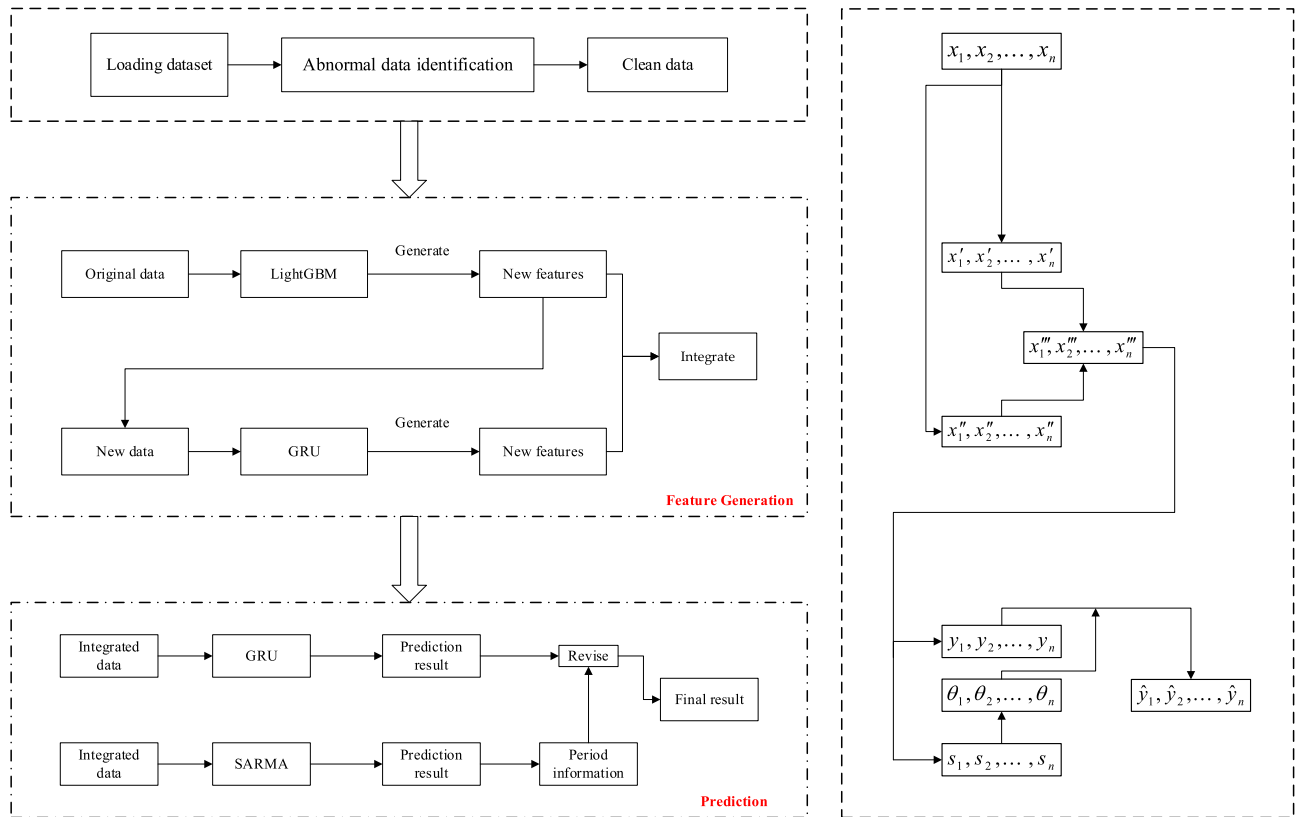 Loading dataset
Abnormal data identification
Clean data
Original data
LightGBM
Generate
New features
Integrate
New data
GRU
Generate
New features
Feature Generation
Integrated
data
GRU
Prediction
result
Revise
Final result
Integrated
data
SARMA
Prediction
result
Period
information
Prediction
x₁, x₂, ..., xₙ
x′₁, x′₂, ..., x′ₙ
x‴₁, x‴₂, ..., x‴ₙ
x″₁, x″₂, ..., x″ₙ
y₁, y₂, ..., yₙ
θ₁, θ₂, ..., θₙ
ŷ₁, ŷ₂, ..., ŷₙ
s₁, s₂, ..., sₙ